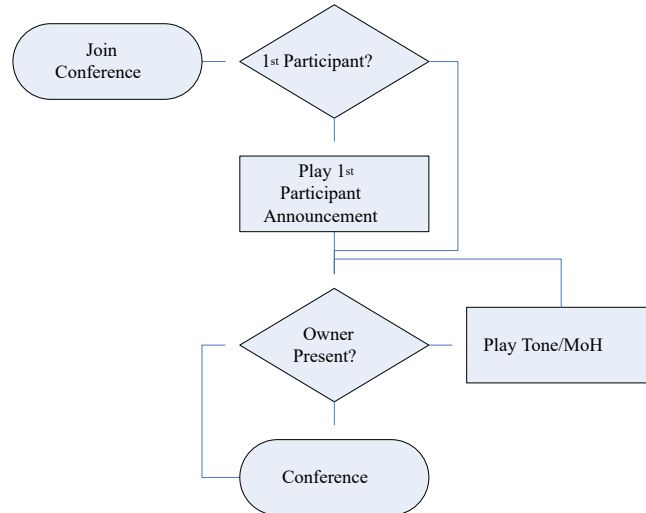 Join
Conference
1st Participant?
Play 1st
Participant
Announcement
Owner
Present?
Play Tone/MoH
Conference